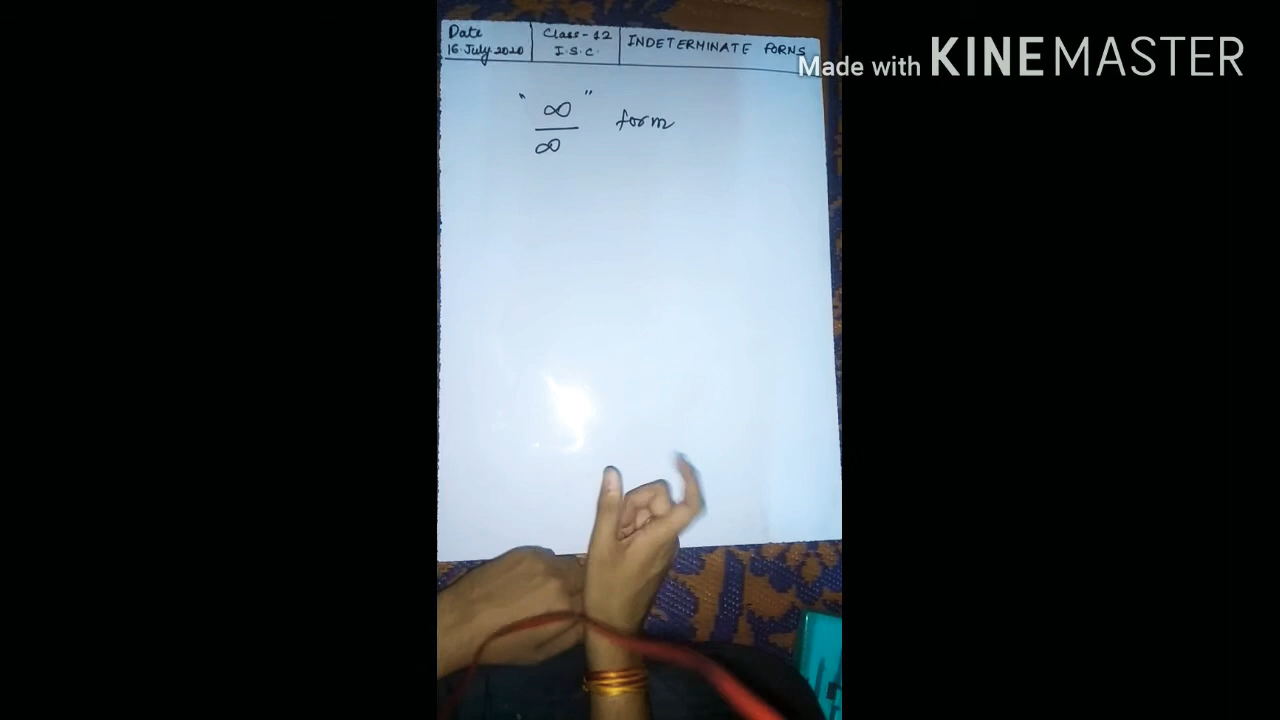 Date
16 July 2020
Class-12
I.S.C.
INDETERMINATE FORMS
Made with KINEMASTER
" ∞ "
∞
form